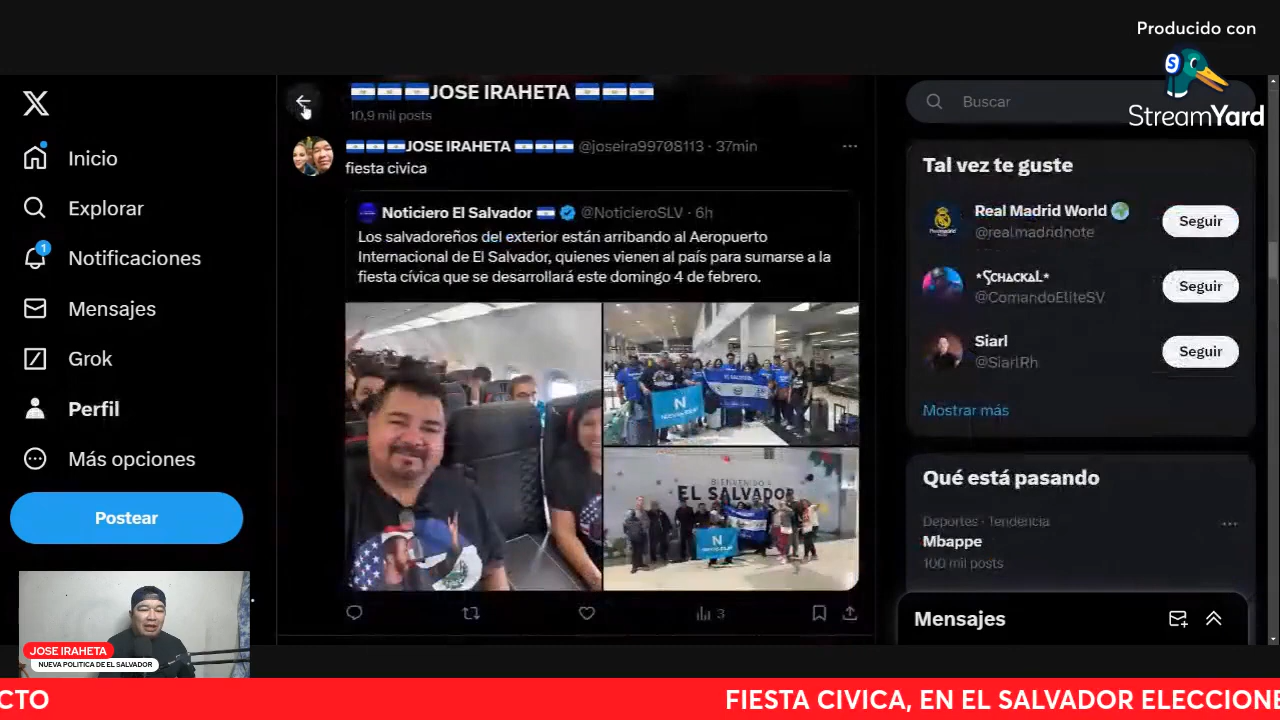 Producido con
StreamYard
Inicio
Explorar
1
Notificaciones
Mensajes
Grok
Perfil
Más opciones
Postear
JOSE IRAHETA
10,9 mil posts
JOSE IRAHETA @joseira99708113 · 37min
fiesta civica
Noticiero El Salvador @NoticieroSLV · 6h
Los salvadoreños del exterior están arribando al Aeropuerto
Internacional de El Salvador, quienes vienen al país para sumarse a la
fiesta cívica que se desarrollará este domingo 4 de febrero.
N
EL SALVADOR
BIENVENIDO A
EL SALVADOR
N
3
Buscar
Tal vez te guste
Real Madrid World
@realmadridnote
Seguir
*SCHACKAL*
@ComandoEliteSV
Seguir
Siarl
@SiarlRh
Seguir
Mostrar más
Qué está pasando
Deportes · Tendencia
Mbappe
100 mil posts
Mensajes
JOSE IRAHETA
NUEVA POLITICA DE EL SALVADOR
CTO
FIESTA CIVICA, EN EL SALVADOR ELECCIONE